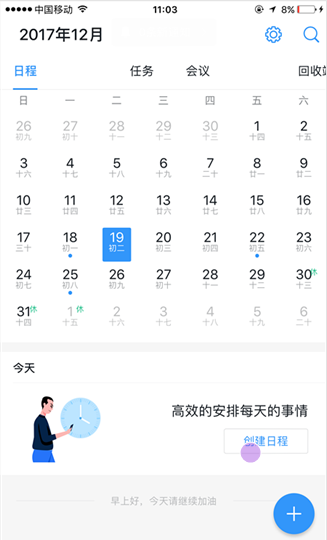 中国移动 11:03 8%
2017年12月
日程 任务 会议 回收站
日 一 二 三 四 五 六
26 27 28 29 30 1 2
初九 初十 十一 十二 十三 十四 十五
3 4 5 6 7 8 9
十六 十七 十八 十九 二十 廿一 廿二
10 11 12 13 14 15 16
廿三 廿四 廿五 廿六 廿七 廿八 廿九
17 18 19 20 21 22 23
三十 初一 初二 初三 初四 初五 初六
24 25 26 27 28 29 30休
初七 初八 初九 初十 十一 十二 十三
31休 1休 2 3 4 5 6
十四 十五 十六 十七 十八 十九 二十
今天
高效的安排每天的事情
创建日程
早上好，今天请继续加油